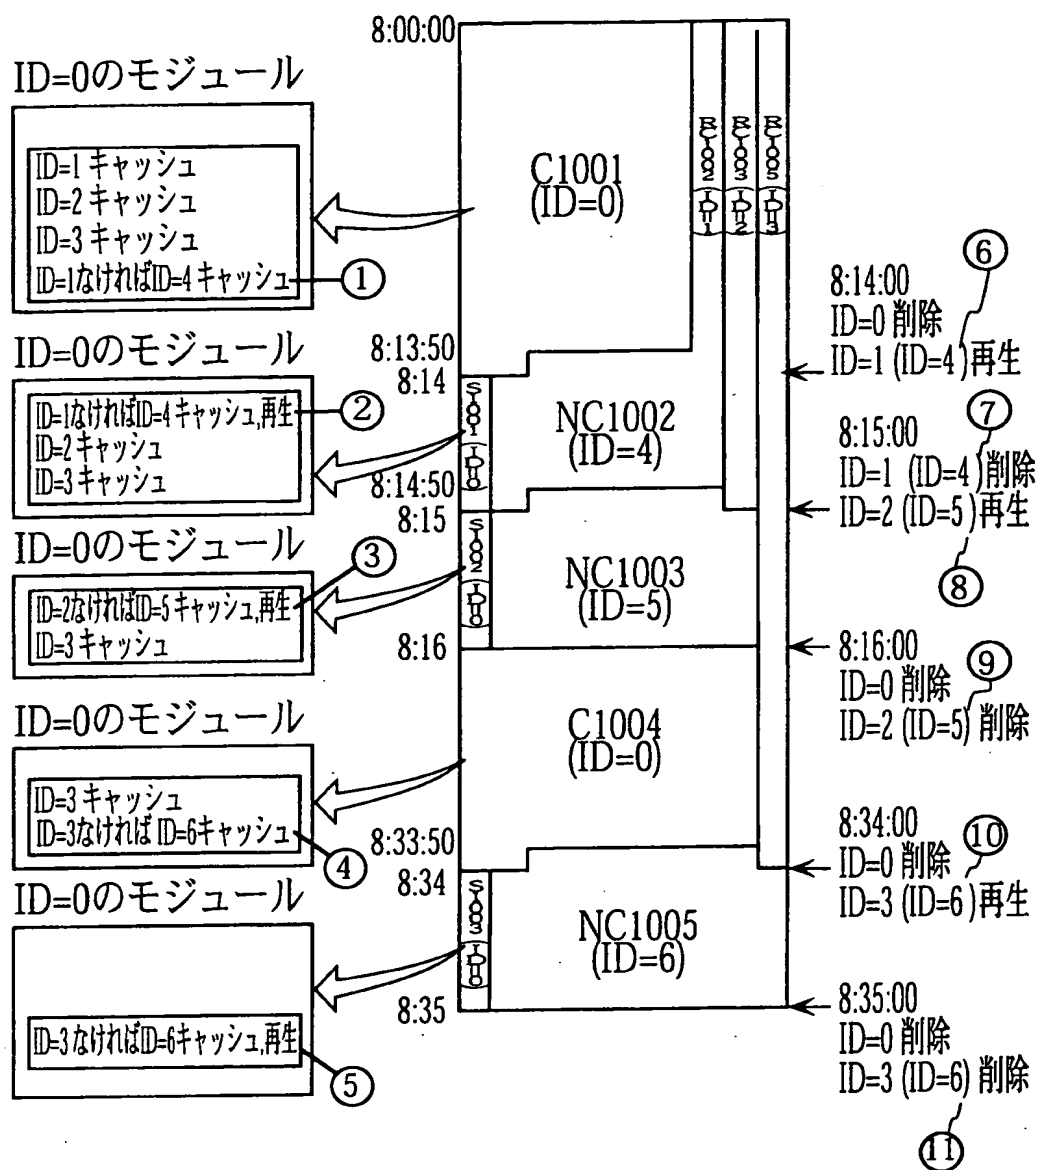 ID=0のモジュール
ID=1 キャッシュ
ID=2 キャッシュ
ID=3 キャッシュ
ID=1なければID=4 キャッシュ
①
ID=0のモジュール
ID=1なければID=4 キャッシュ,再生
ID=2 キャッシュ
ID=3 キャッシュ
②
ID=0のモジュール
ID=2なければID=5 キャッシュ,再生
ID=3 キャッシュ
③
ID=0のモジュール
ID=3 キャッシュ
ID=3なければ ID=6キャッシュ
④
ID=0のモジュール
ID=3なければID=6キャッシュ,再生
⑤
8:00:00
8:13:50
8:14
8:14:50
8:15
8:16
8:33:50
8:34
8:35
C1001
(ID=0)
RC1002(ID=1)
RC1003(ID=2)
RC1005(ID=3)
S1001(ID=0)
NC1002
(ID=4)
S1002(ID=0)
NC1003
(ID=5)
C1004
(ID=0)
S1003(ID=0)
NC1005
(ID=6)
⑥
8:14:00
ID=0 削除
ID=1 (ID=4)再生
⑦
8:15:00
ID=1 (ID=4)削除
ID=2 (ID=5)再生
⑧
8:16:00
⑨
ID=0 削除
ID=2 (ID=5) 削除
8:34:00
⑩
ID=0 削除
ID=3 (ID=6)再生
8:35:00
ID=0 削除
ID=3 (ID=6) 削除
⑪